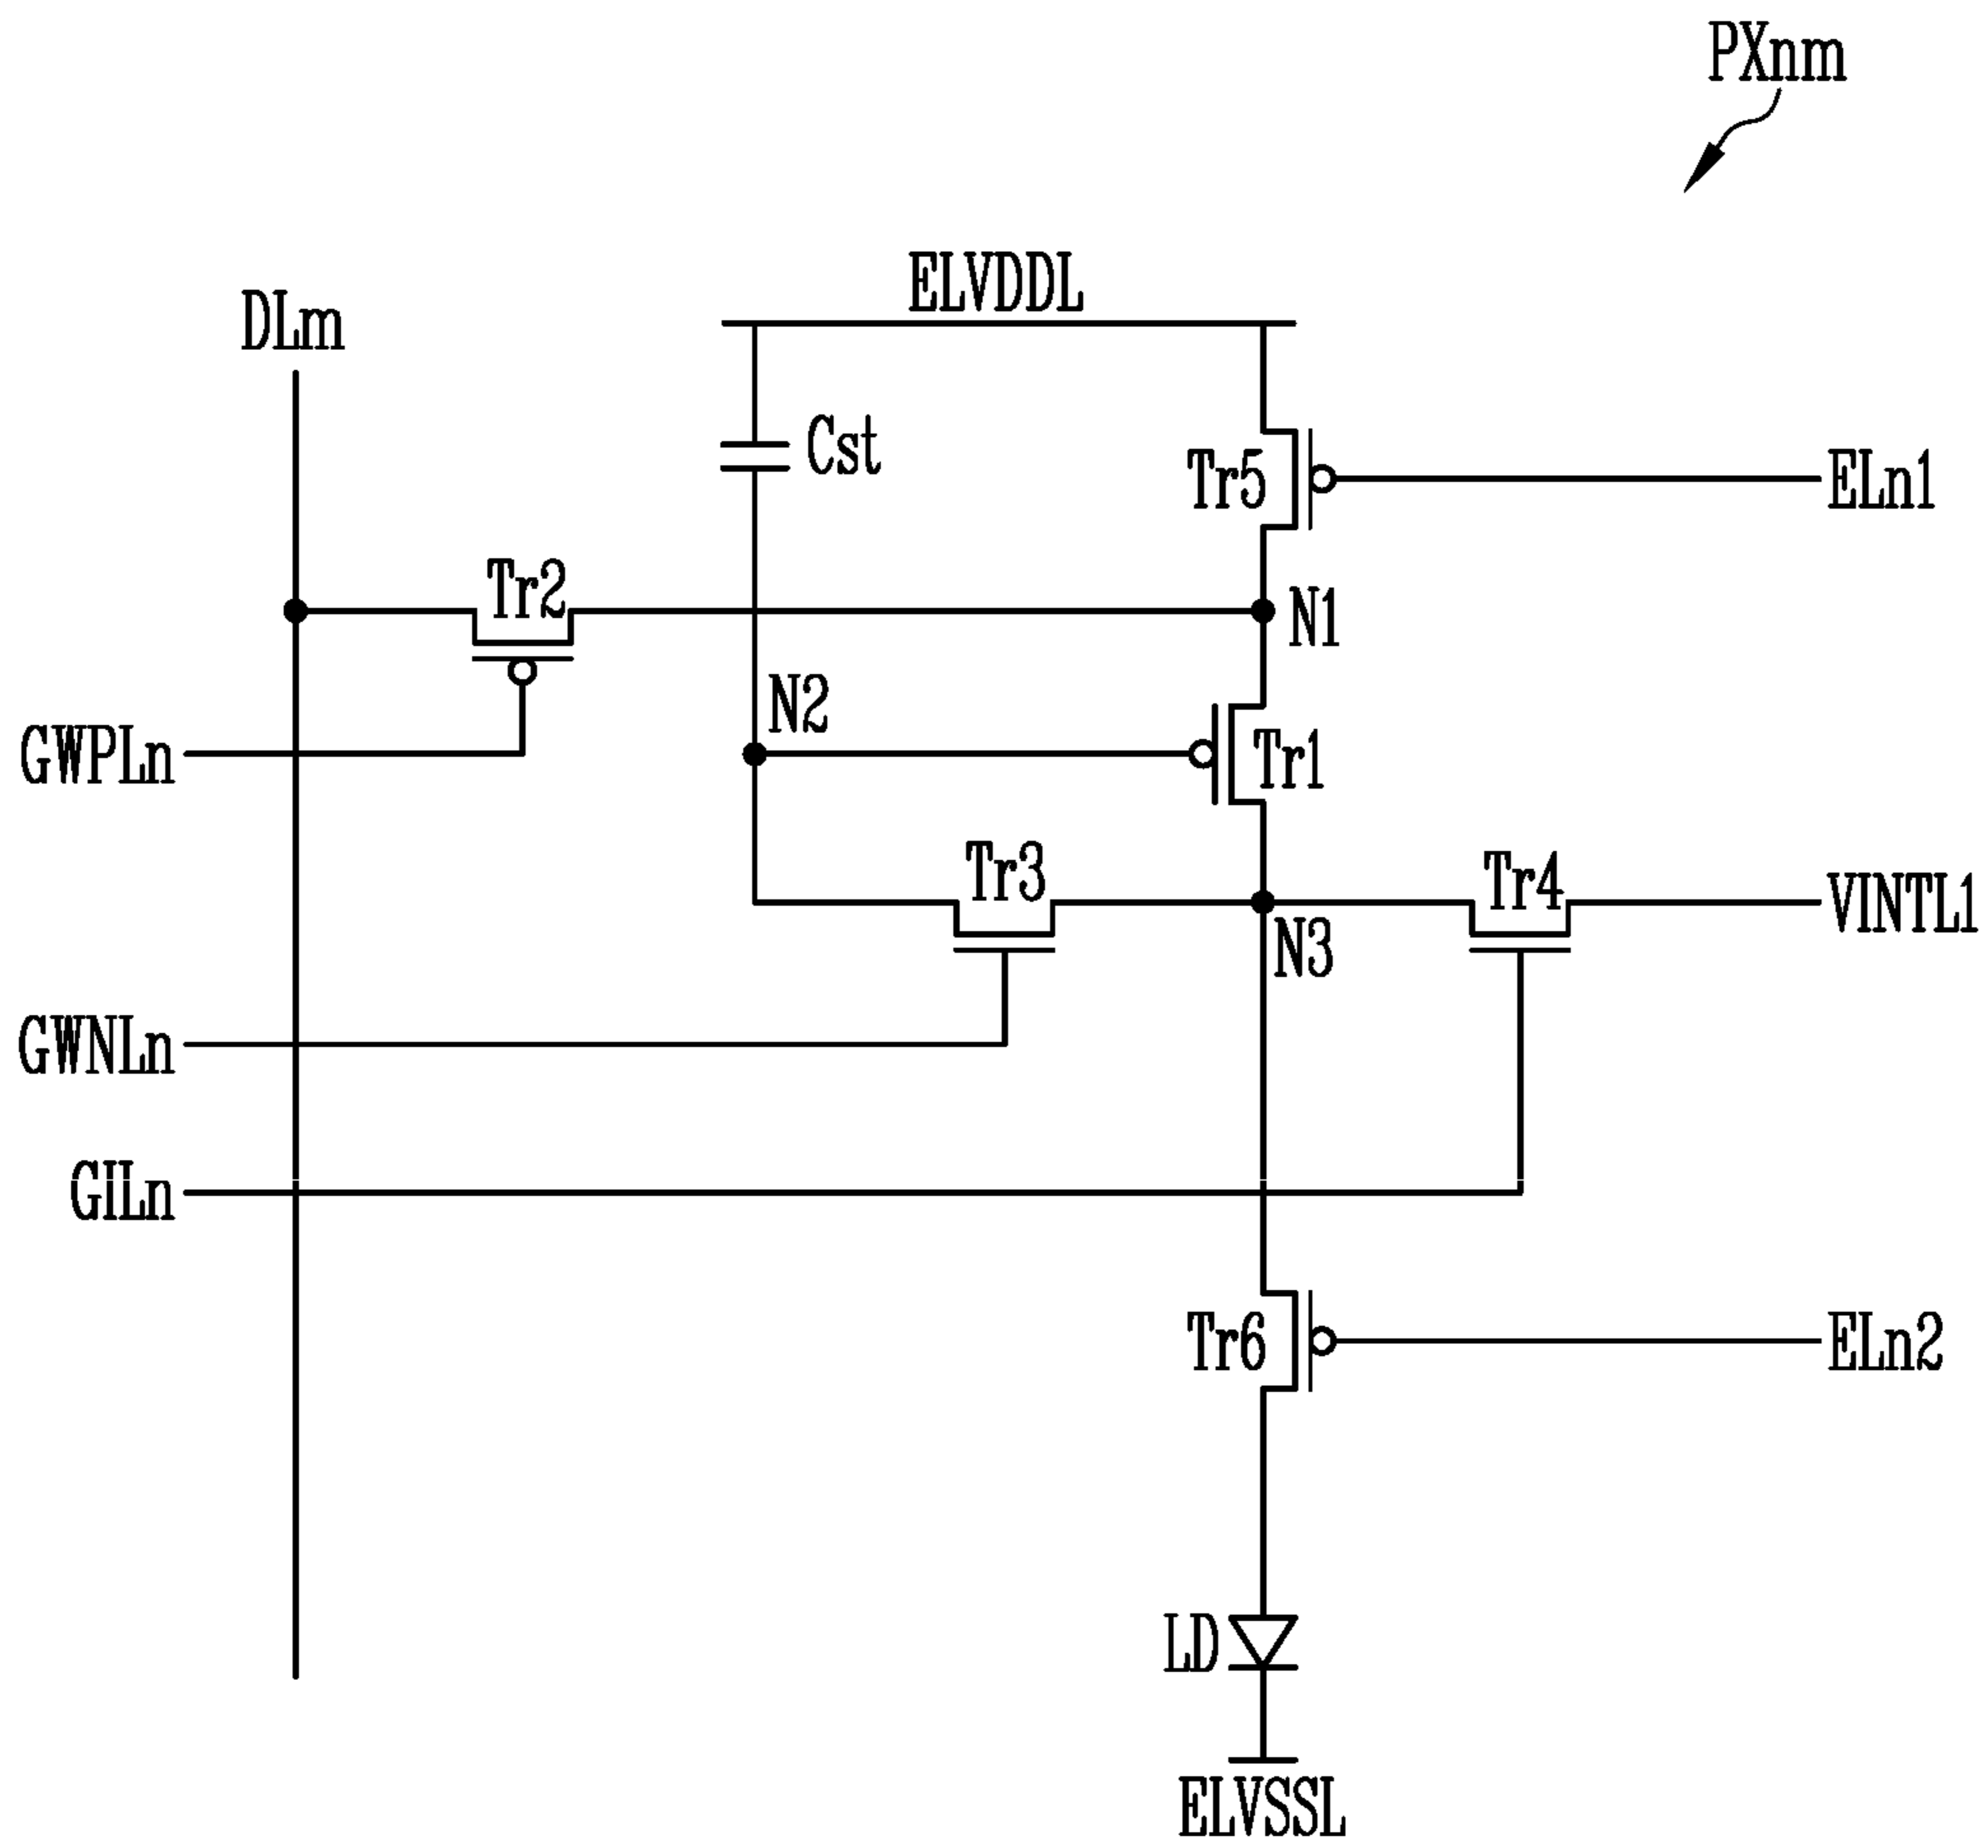 PXnm
ELVDDL
DLm
Cst
Tr5
ELn1
Tr2
N1
N2
GWPLn
Tr1
Tr3
Tr4
VINTL1
N3
GWNLn
GILn
Tr6
ELn2
LD
ELVSSL